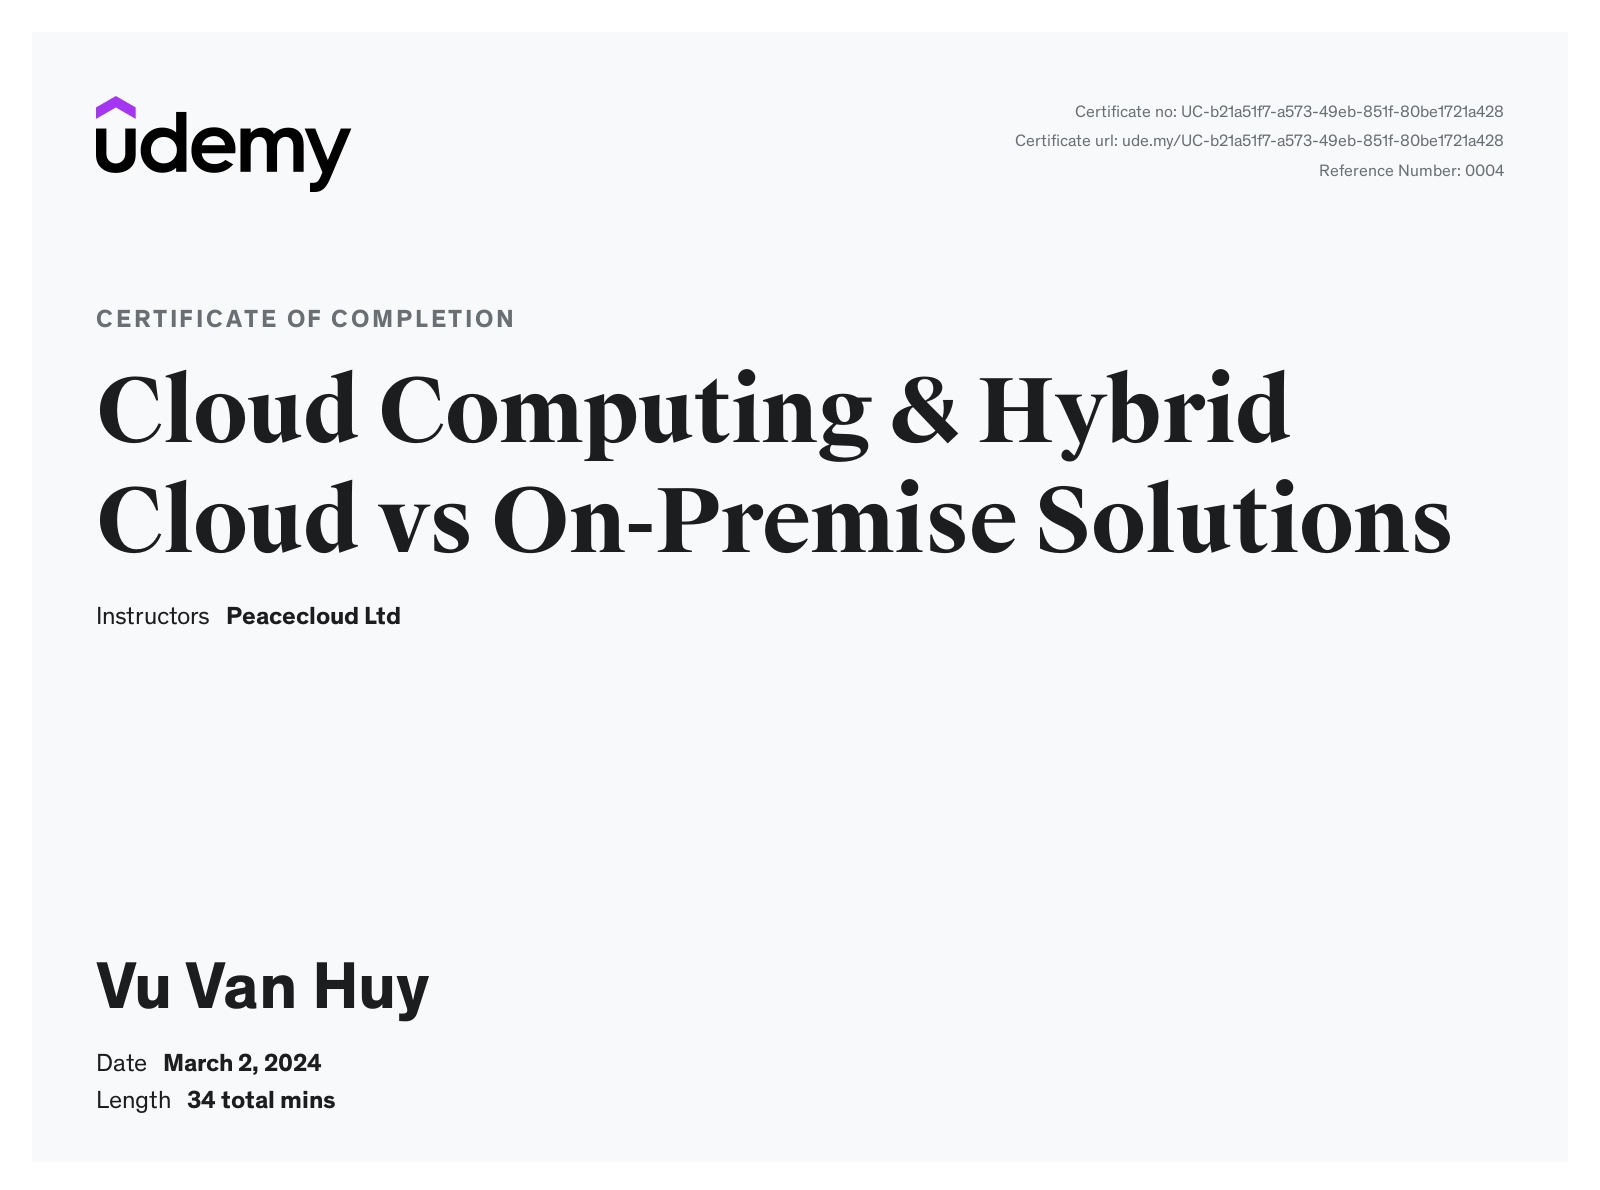 udemy
Certificate no: UC-b21a51f7-a573-49eb-851f-80be1721a428
Certificate url: ude.my/UC-b21a51f7-a573-49eb-851f-80be1721a428
Reference Number: 0004
CERTIFICATE OF COMPLETION
Cloud Computing & Hybrid
Cloud vs On-Premise Solutions
Instructors Peacecloud Ltd
Vu Van Huy
Date March 2, 2024
Length 34 total mins